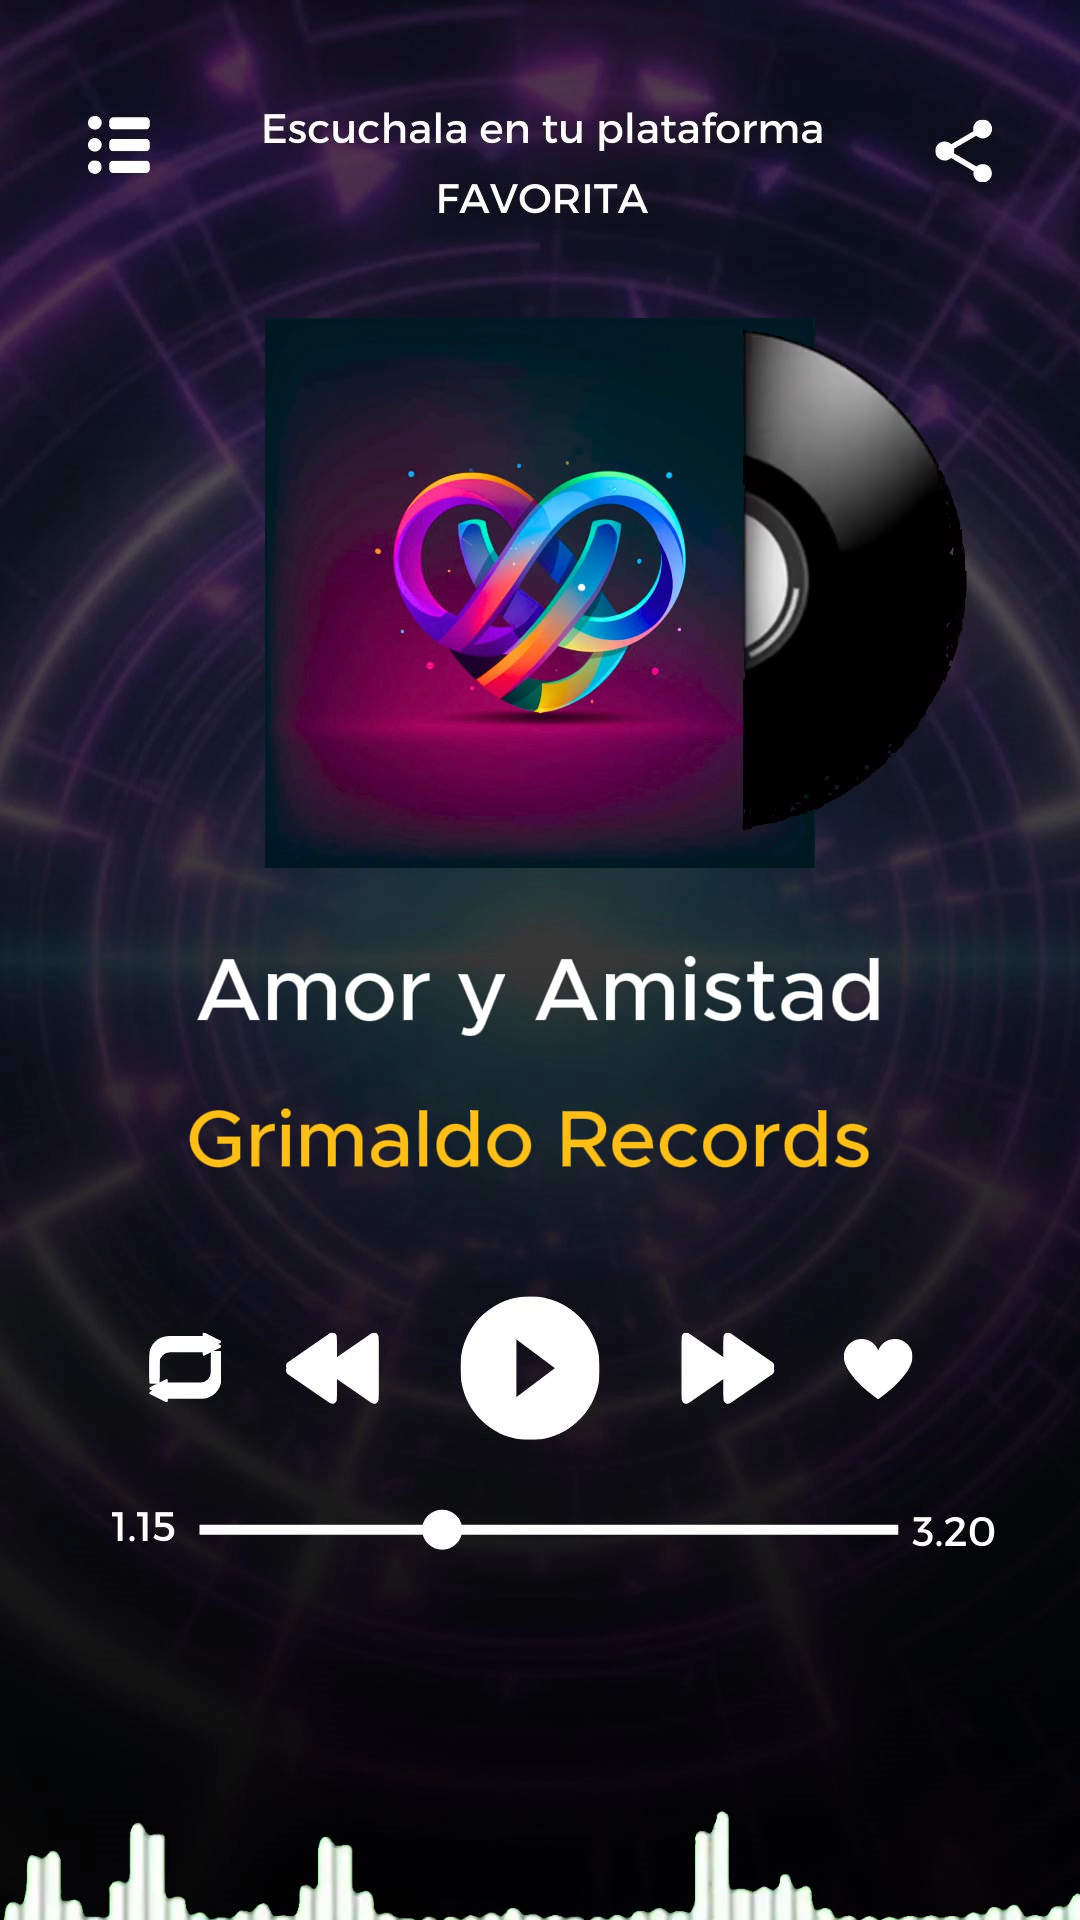 Escuchala en tu plataforma
FAVORITA
Amor y Amistad
Grimaldo Records
1.15
3.20